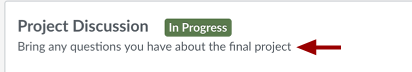 Project Discussion In Progress
Bring any questions you have about the final project